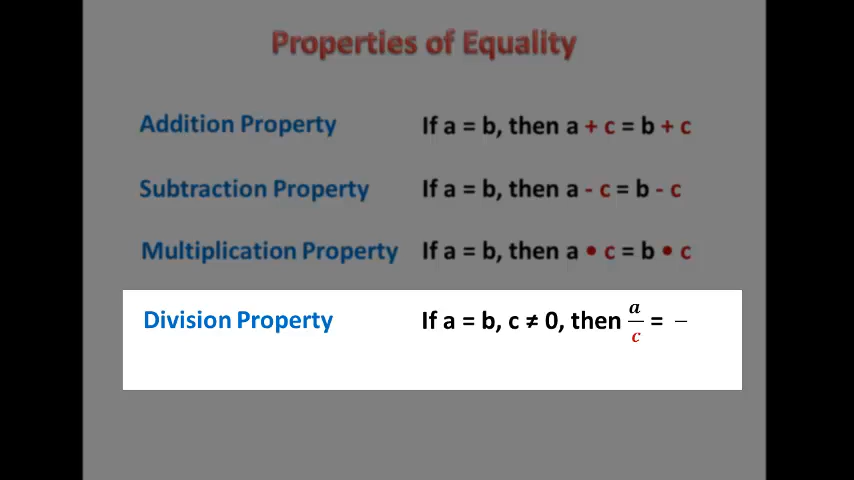 Properties of Equality
Addition Property If a = b, then a + c = b + c
Subtraction Property If a = b, then a - c = b - c
Multiplication Property If a = b, then a • c = b • c
Division Property If a = b, c ≠ 0, then a/c = –